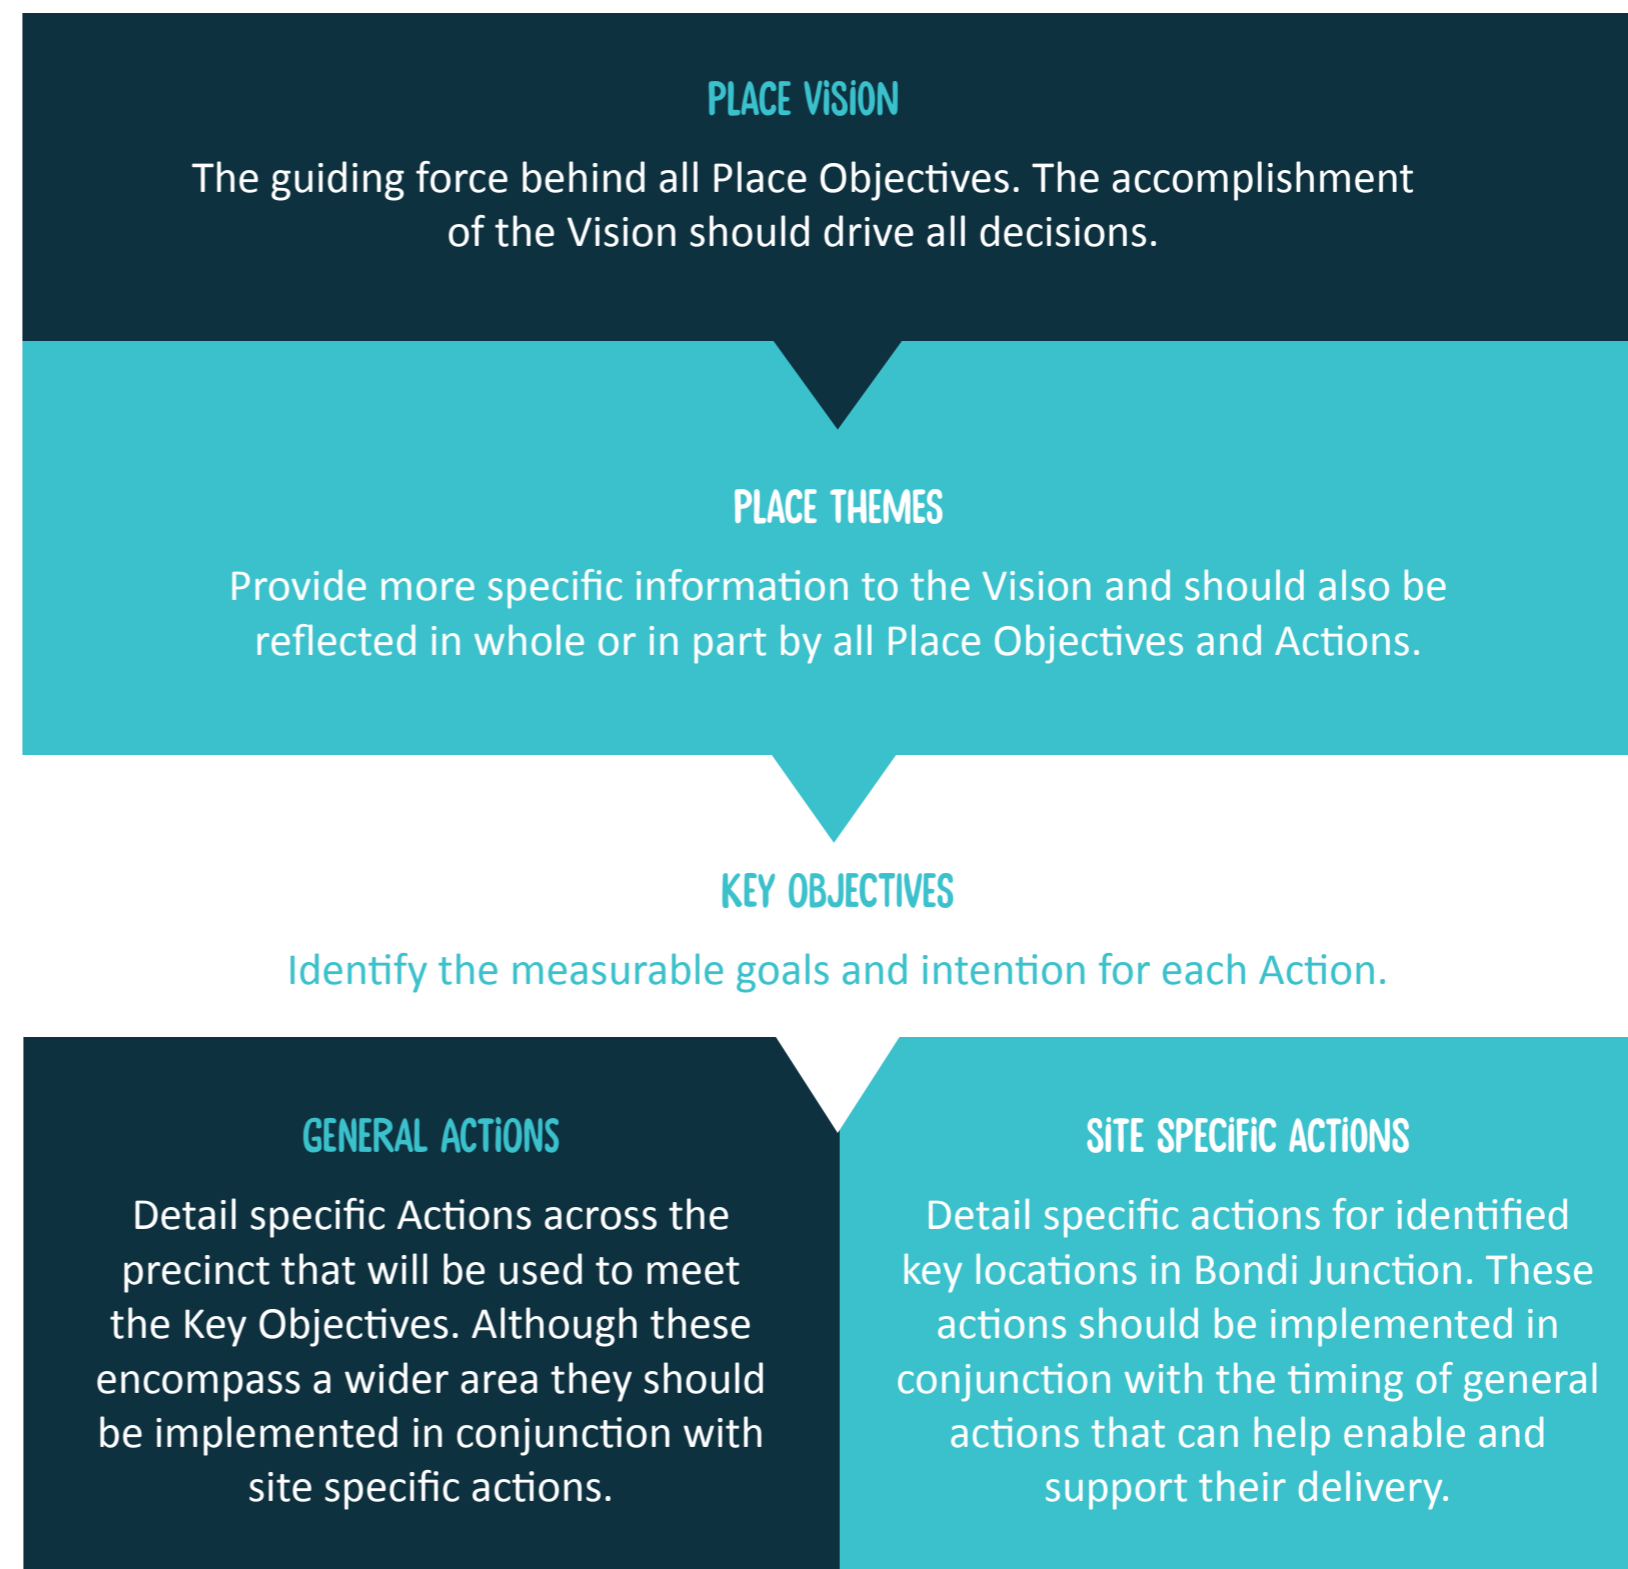 PLACE ViSiON
The guiding force behind all Place Objectives. The accomplishment
of the Vision should drive all decisions.
PLACE THEMES
Provide more specific information to the Vision and should also be
reflected in whole or in part by all Place Objectives and Actions.
KEY OBJECTIVES
Identify the measurable goals and intention for each Action.
GENERAL ACTiONS
Detail specific Actions across the
precinct that will be used to meet
the Key Objectives. Although these
encompass a wider area they should
be implemented in conjunction with
site specific actions.
SiTE SPECiFiC ACTiONS
Detail specific actions for identified
key locations in Bondi Junction. These
actions should be implemented in
conjunction with the timing of general
actions that can help enable and
support their delivery.